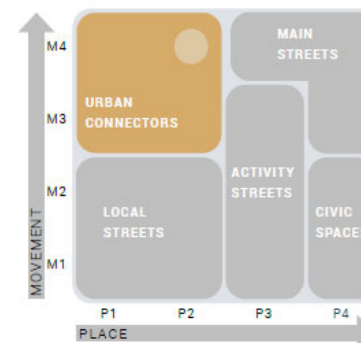 MAIN
STREETS
M4
URBAN
CONNECTORS
M3
ACTIVITY
STREETS
M2
LOCAL
STREETS
CIVIC
SPACE
M1
MOVEMENT
P1 P2 P3 P4
PLACE